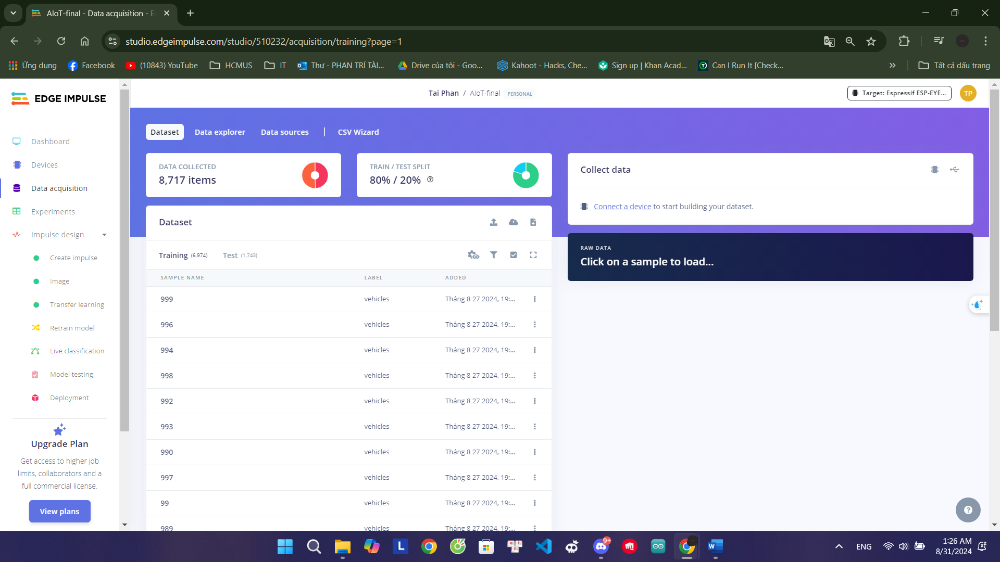 AIoT-final - Data acquisition - E
studio.edgeimpulse.com/studio/510232/acquisition/training?page=1
Ứng dụng
Facebook
(10843) YouTube
HCMUS
IT
Thư - PHAN TRÍ TÀI...
Drive của tôi - Goo...
Kahoot - Hacks, Che...
Sign up | Khan Acad...
Can I Run It [Check...
Tất cả dấu trang
EDGE IMPULSE
Tai Phan / AIoT-final PERSONAL
Target: Espressif ESP-EYE...
TP
Dashboard
Devices
Data acquisition
Experiments
Impulse design
Create impulse
Image
Transfer learning
Retrain model
Live classification
Model testing
Deployment
Upgrade Plan
Get access to higher job
limits, collaborators and a
full commercial license.
View plans
Dataset
Data explorer
Data sources
|
CSV Wizard
DATA COLLECTED
8,717 items
TRAIN / TEST SPLIT
80% / 20%
Collect data
Connect a device to start building your dataset.
RAW DATA
Click on a sample to load...
Dataset
Training (6,974)
Test (1,743)
SAMPLE NAME LABEL ADDED
999 vehicles Tháng 8 27 2024, 19:...
996 vehicles Tháng 8 27 2024, 19:...
994 vehicles Tháng 8 27 2024, 19:...
998 vehicles Tháng 8 27 2024, 19:...
992 vehicles Tháng 8 27 2024, 19:...
993 vehicles Tháng 8 27 2024, 19:...
990 vehicles Tháng 8 27 2024, 19:...
997 vehicles Tháng 8 27 2024, 19:...
99 vehicles Tháng 8 27 2024, 19:...
989 vehicles Tháng 8 27 2024, 19:...
9+
ENG
1:26 AM
8/31/2024